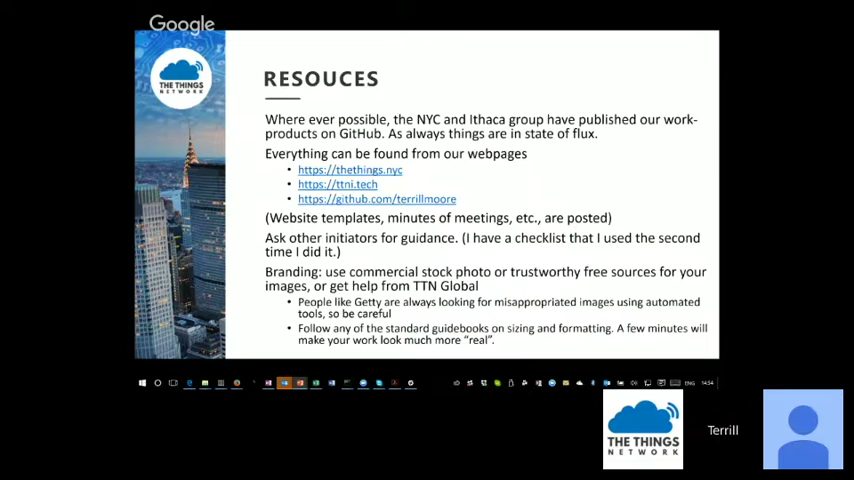 Google
THE THINGS
NETWORK
RESOUCES
Where ever possible, the NYC and Ithaca group have published our work-
products on GitHub. As always things are in state of flux.
Everything can be found from our webpages
• https://thethings.nyc
• https://ttni.tech
• https://github.com/terrillmoore
(Website templates, minutes of meetings, etc., are posted)
Ask other initiators for guidance. (I have a checklist that I used the second
time I did it.)
Branding: use commercial stock photo or trustworthy free sources for your
images, or get help from TTN Global
• People like Getty are always looking for misappropriated images using automated
tools, so be careful
• Follow any of the standard guidebooks on sizing and formatting. A few minutes will
make your work look much more “real”.
ENG 14:54
THE THINGS
NETWORK
Terrill